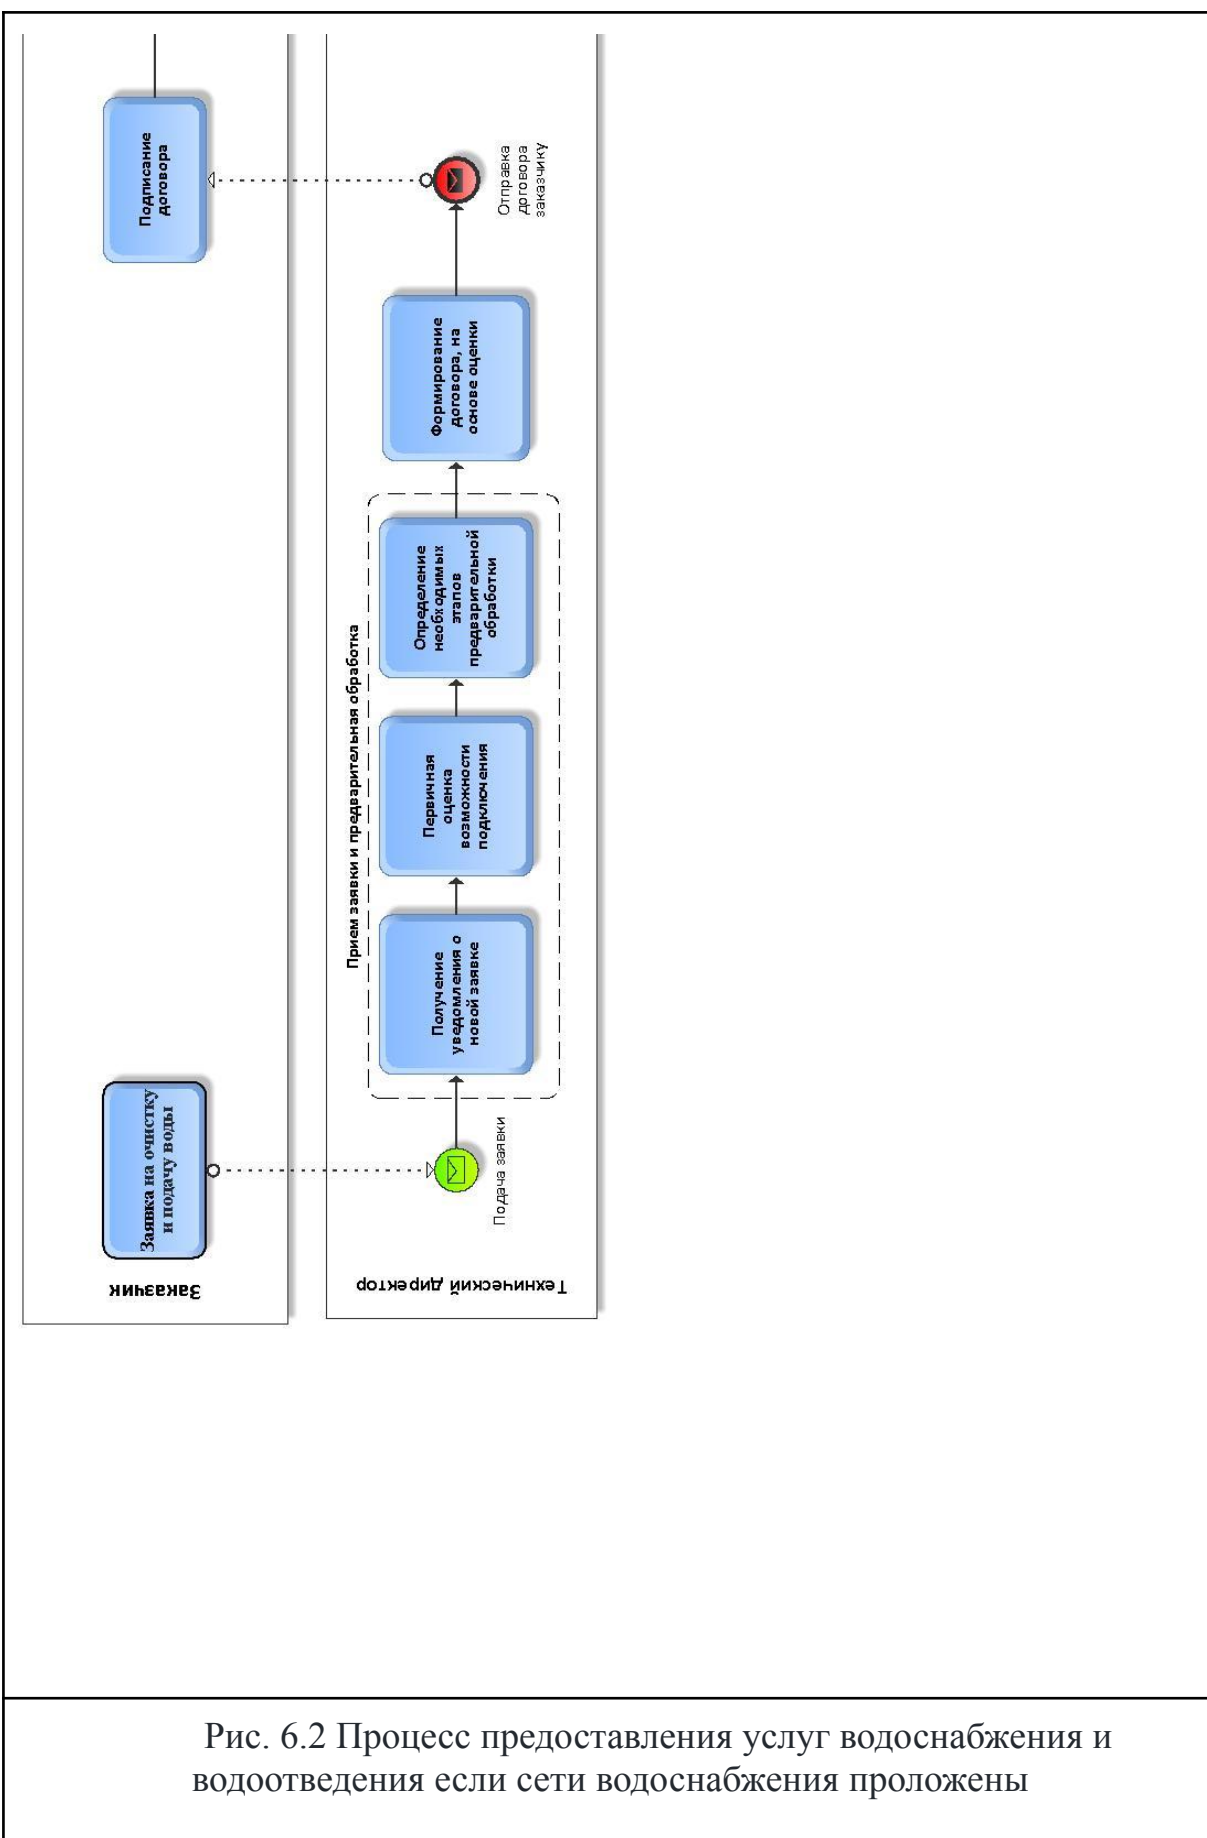 Заказчик
Заявка на очистку
и подачу воды
Подписание
договора
Технический директор
Подача заявки
Прием заявки и предварительная обработка
Получение
уведомления о
новой заявке
Первичная
оценка
возможности
подключения
Определение
необходимых
этапов
предварительной
обработки
Формирование
договора, на
основе оценки
Отправка
договора
заказчику
Рис. 6.2 Процесс предоставления услуг водоснабжения и
водоотведения если сети водоснабжения проложены